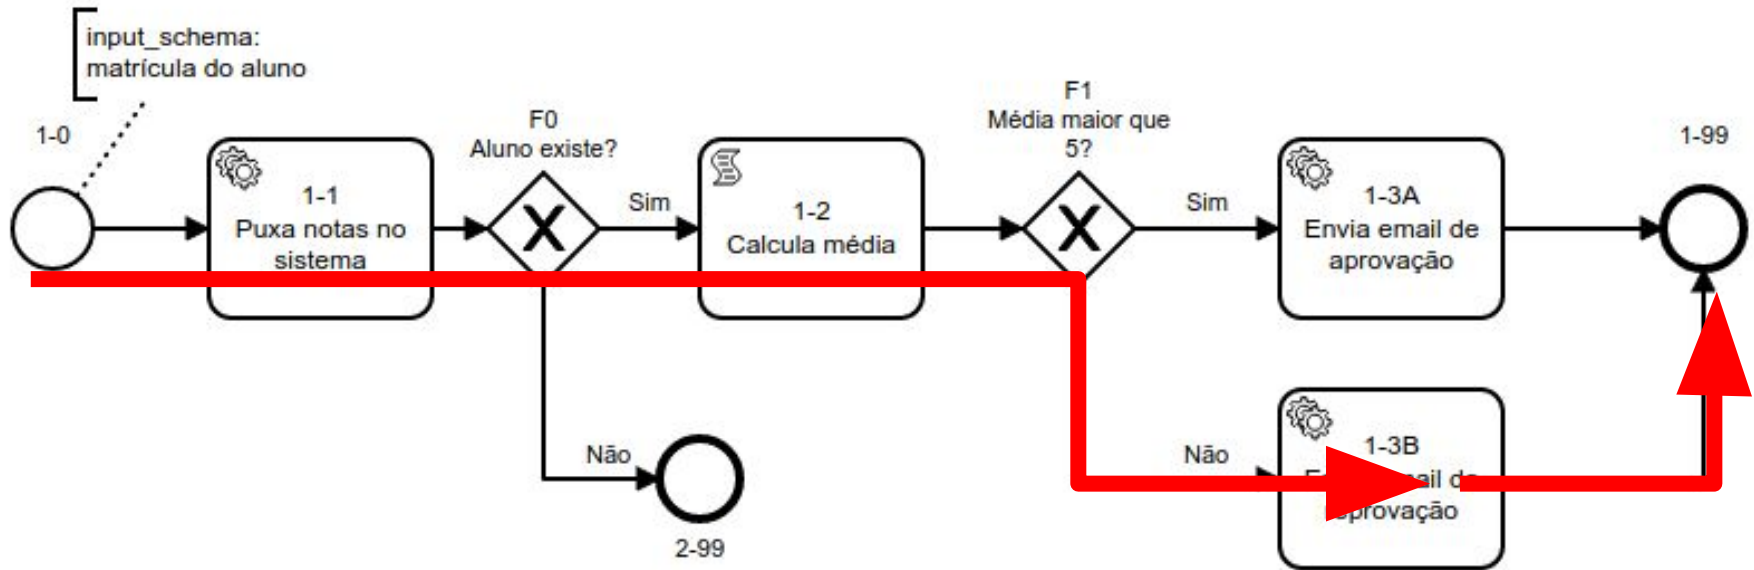 input_schema:
matrícula do aluno
1-0
1-1
Puxa notas no
sistema
F0
Aluno existe?
Sim
Não
2-99
1-2
Calcula média
F1
Média maior que
5?
Sim
1-3A
Envia email de
aprovação
1-99
Não
1-3B